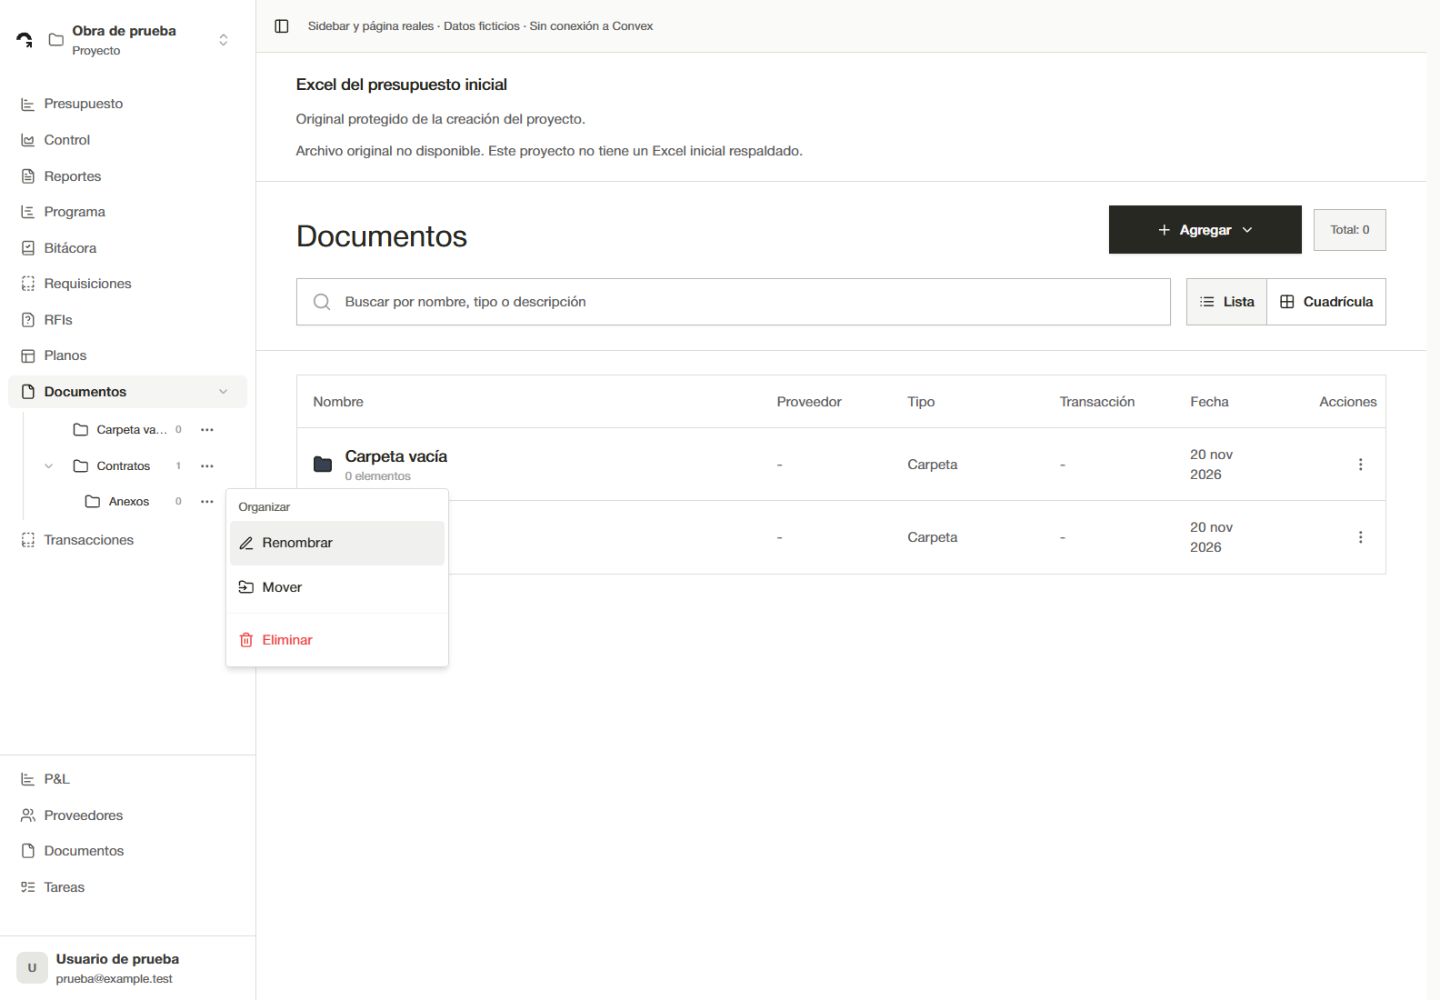 Obra de prueba
Proyecto
Presupuesto
Control
Reportes
Programa
Bitácora
Requisiciones
RFIs
Planos
Documentos
Carpeta va... 0
Contratos 1
Anexos 0
Transacciones
P&L
Proveedores
Documentos
Tareas
U
Usuario de prueba
prueba@example.test
Sidebar y página reales · Datos ficticios · Sin conexión a Convex
Excel del presupuesto inicial
Original protegido de la creación del proyecto.
Archivo original no disponible. Este proyecto no tiene un Excel inicial respaldado.
Documentos
Agregar
Total: 0
Buscar por nombre, tipo o descripción
Lista
Cuadrícula
Nombre Proveedor Tipo Transacción Fecha Acciones
Carpeta vacía
0 elementos
- Carpeta - 20 nov
2026
- Carpeta - 20 nov
2026
Organizar
Renombrar
Mover
Eliminar